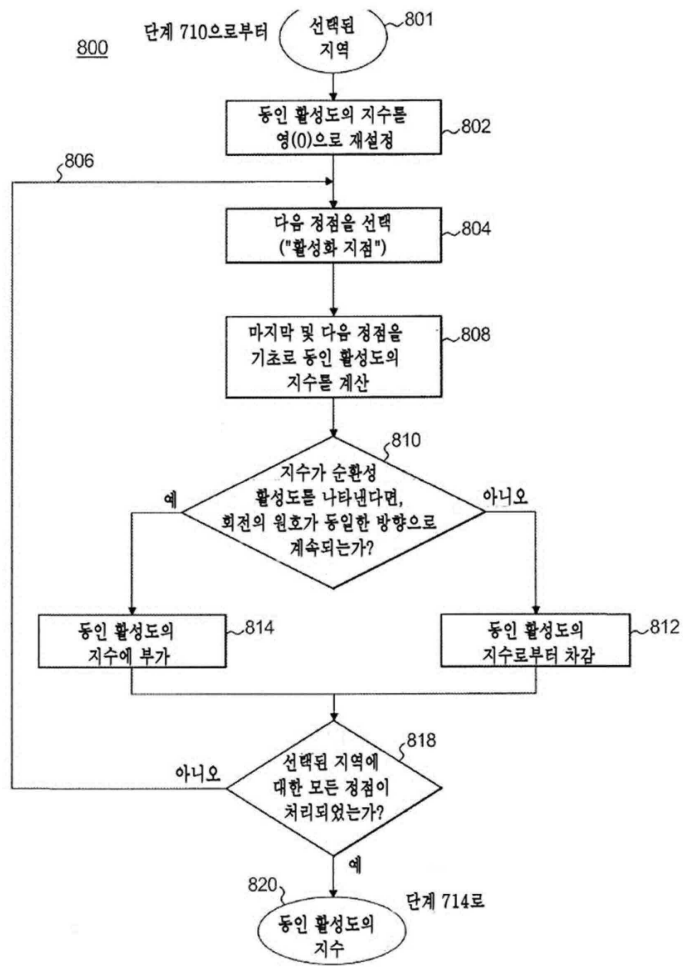 단계 710으로부터
801
800
선택된
지역
동인 활성도의 지수를
영(0)으로 재설정
802
806
다음 정점을 선택
("활성화 지점")
804
마지막 및 다음 정점을
기초로 동인 활성도의
지수를 계산
808
810
지수가 순환성
활성도를 나타낸다면,
회전의 원호가 동일한 방향으로
계속되는가?
예
아니오
동인 활성도의
지수에 부가
814
동인 활성도의
지수로부터 차감
812
818
선택된 지역에
대한 모든 정점이
처리되었는가?
아니오
예
820
단계 714로
동인 활성도의
지수